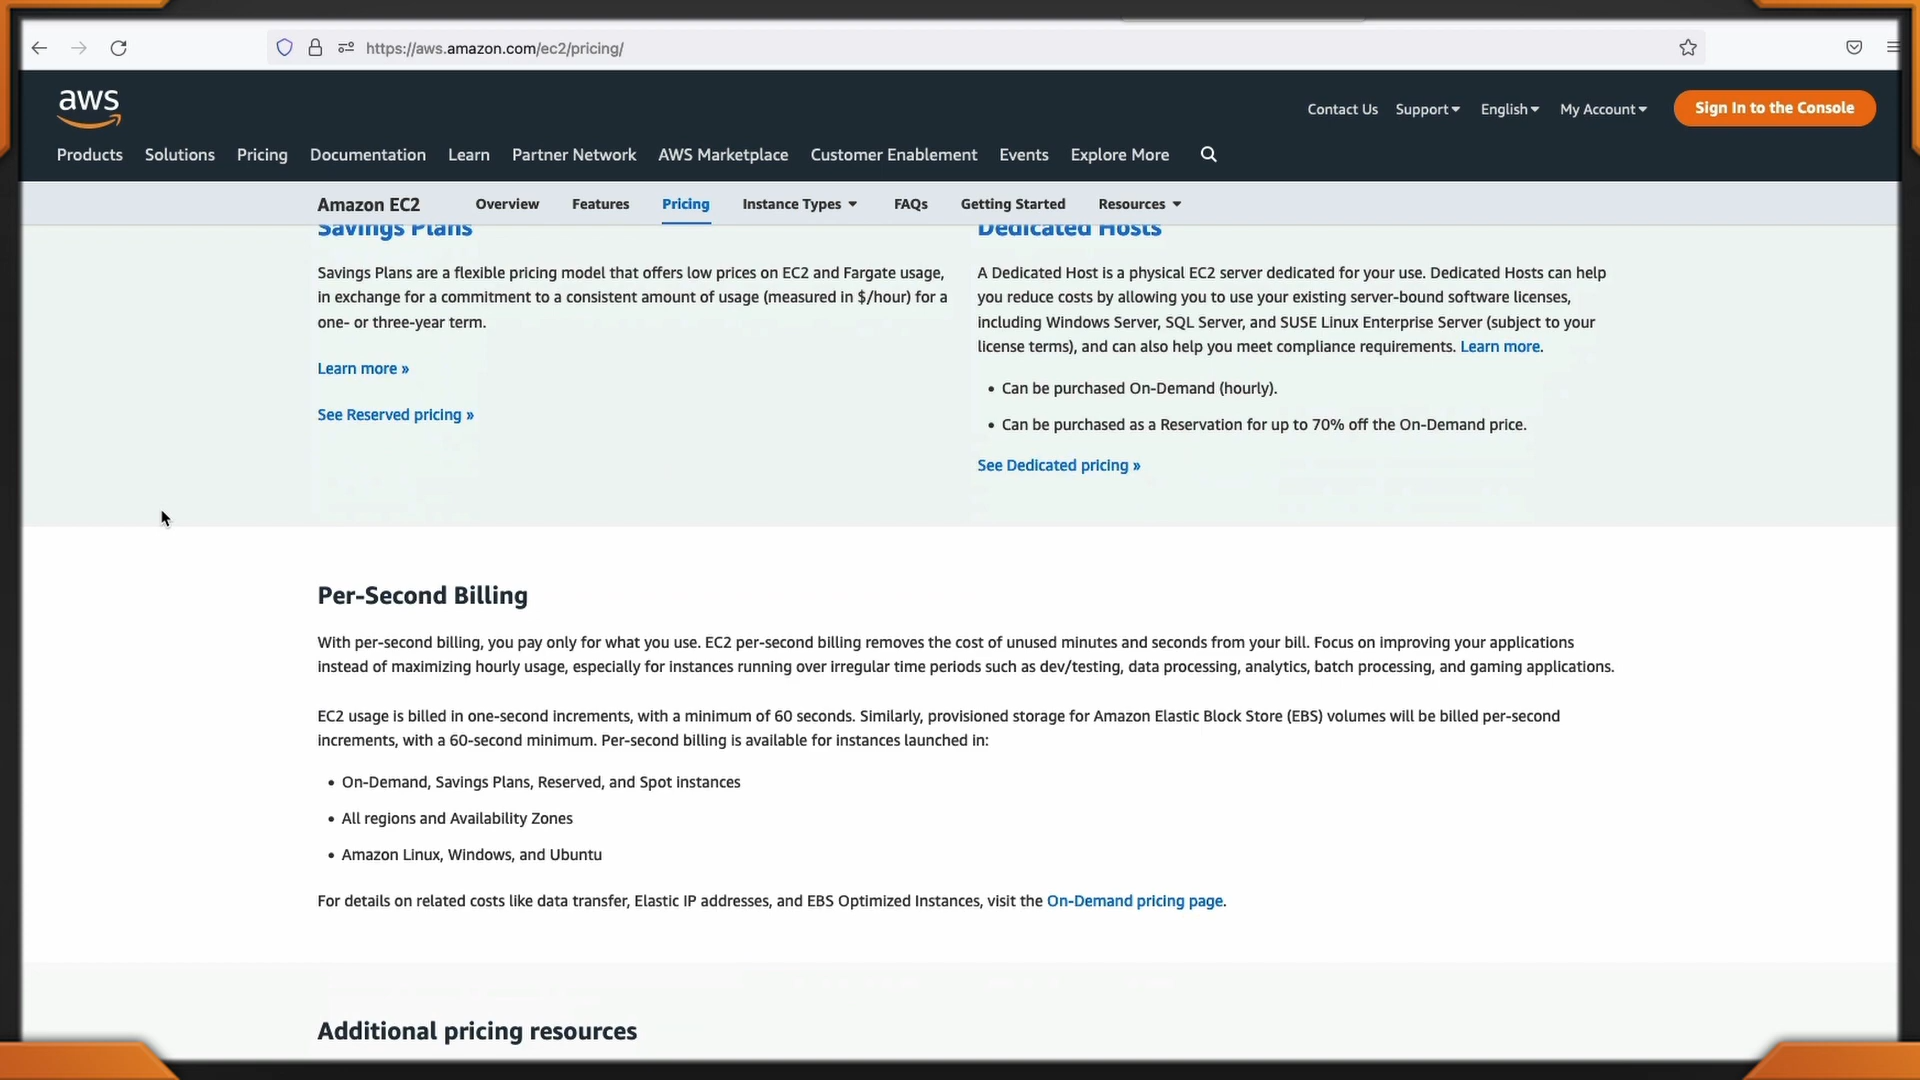 https://aws.amazon.com/ec2/pricing/
aws
Contact Us Support English My Account Sign In to the Console
Products Solutions Pricing Documentation Learn Partner Network AWS Marketplace Customer Enablement Events Explore More
Amazon EC2 Overview Features Pricing Instance Types FAQs Getting Started Resources
Savings Plans
Savings Plans are a flexible pricing model that offers low prices on EC2 and Fargate usage,
in exchange for a commitment to a consistent amount of usage (measured in $/hour) for a
one- or three-year term.
Learn more »
See Reserved pricing »
Dedicated Hosts
A Dedicated Host is a physical EC2 server dedicated for your use. Dedicated Hosts can help
you reduce costs by allowing you to use your existing server-bound software licenses,
including Windows Server, SQL Server, and SUSE Linux Enterprise Server (subject to your
license terms), and can also help you meet compliance requirements. Learn more.
• Can be purchased On-Demand (hourly).
• Can be purchased as a Reservation for up to 70% off the On-Demand price.
See Dedicated pricing »
Per-Second Billing
With per-second billing, you pay only for what you use. EC2 per-second billing removes the cost of unused minutes and seconds from your bill. Focus on improving your applications
instead of maximizing hourly usage, especially for instances running over irregular time periods such as dev/testing, data processing, analytics, batch processing, and gaming applications.
EC2 usage is billed in one-second increments, with a minimum of 60 seconds. Similarly, provisioned storage for Amazon Elastic Block Store (EBS) volumes will be billed per-second
increments, with a 60-second minimum. Per-second billing is available for instances launched in:
• On-Demand, Savings Plans, Reserved, and Spot instances
• All regions and Availability Zones
• Amazon Linux, Windows, and Ubuntu
For details on related costs like data transfer, Elastic IP addresses, and EBS Optimized Instances, visit the On-Demand pricing page.
Additional pricing resources